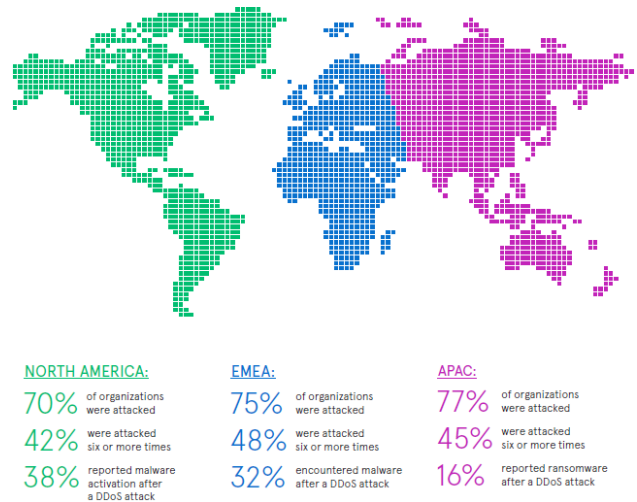 NORTH AMERICA:
70% of organizations
were attacked
42% were attacked
six or more times
38% reported malware
activation after
a DDoS attack
EMEA:
75% of organizations
were attacked
48% were attacked
six or more times
32% encountered malware
after a DDoS attack
APAC:
77% of organizations
were attacked
45% were attacked
six or more times
16% reported ransomware
after a DDoS attack